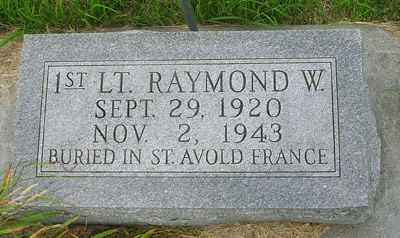 1ST LT. RAYMOND W.
SEPT. 29, 1920
NOV. 2, 1943
BURIED IN ST. AVOLD FRANCE